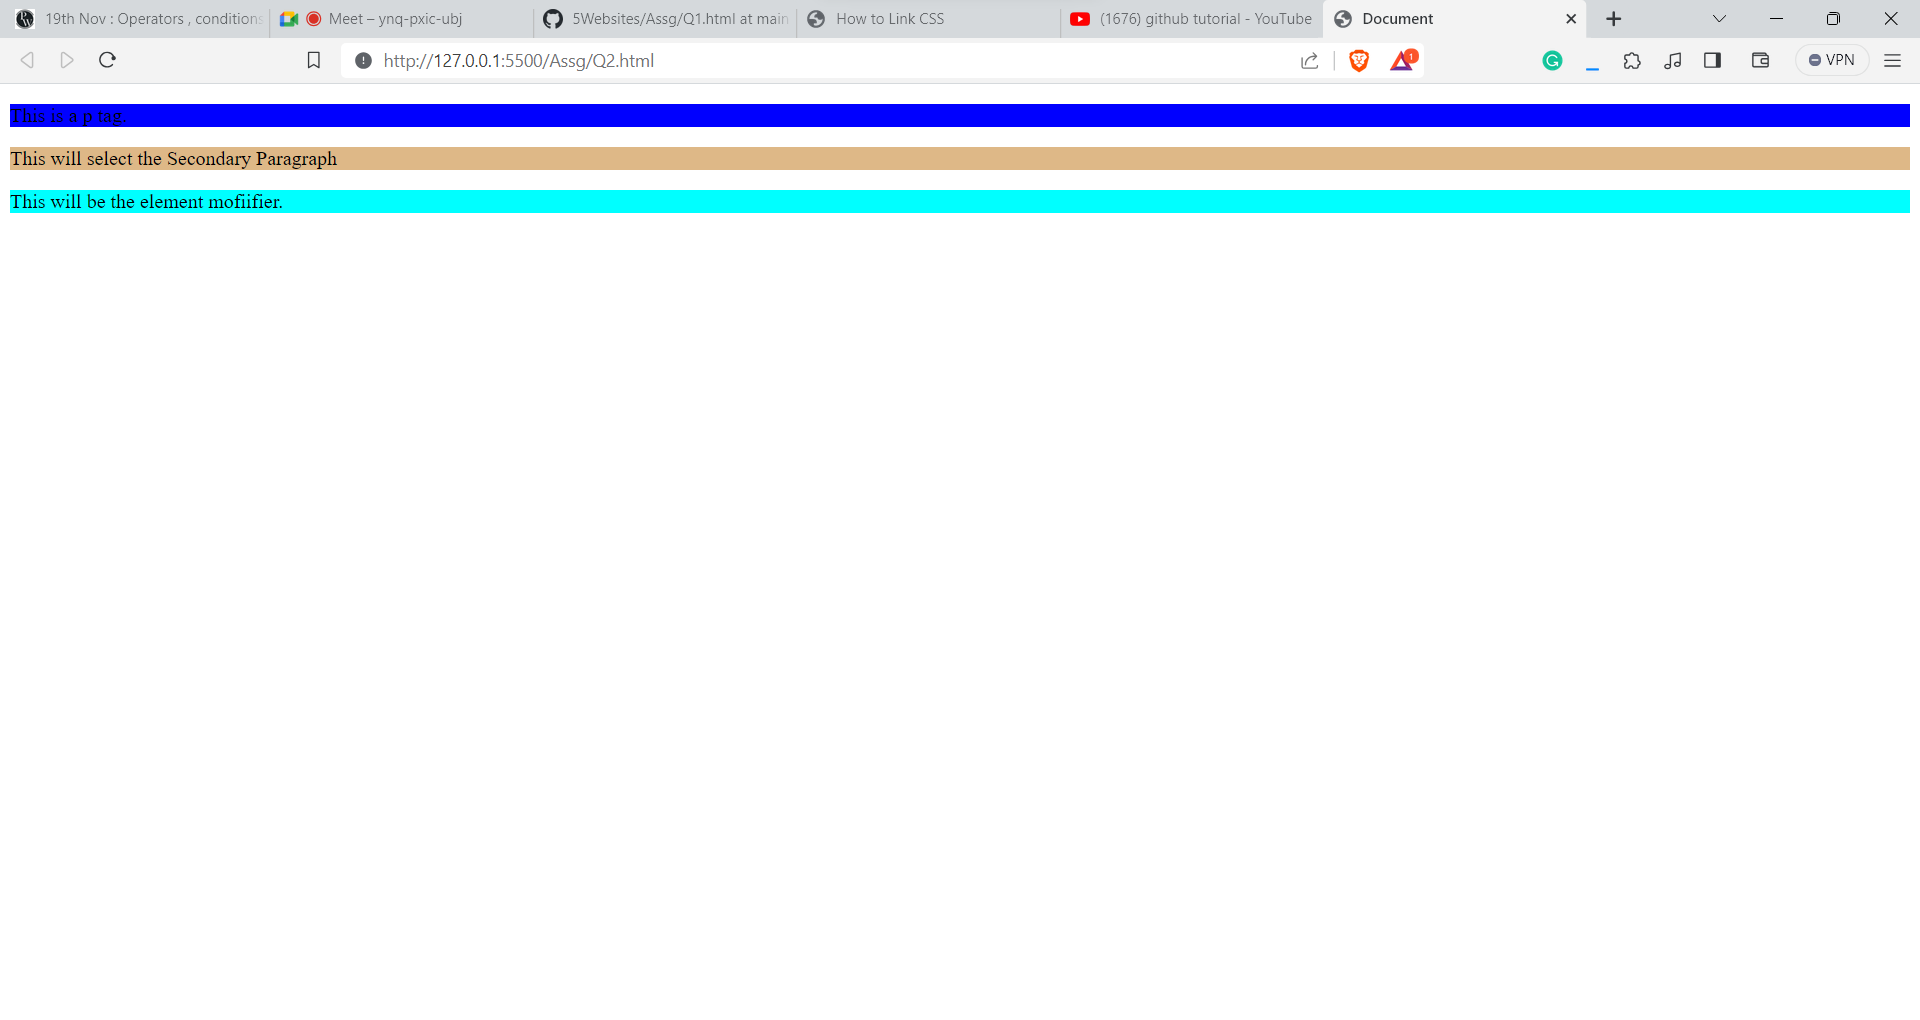 19th Nov : Operators , conditions
Meet – ynq-pxic-ubj
5Websites/Assg/Q1.html at main
How to Link CSS
(1676) github tutorial - YouTube
Document
http://127.0.0.1:5500/Assg/Q2.html
1
VPN
This is a p tag.
This will select the Secondary Paragraph
This will be the element mofiifier.